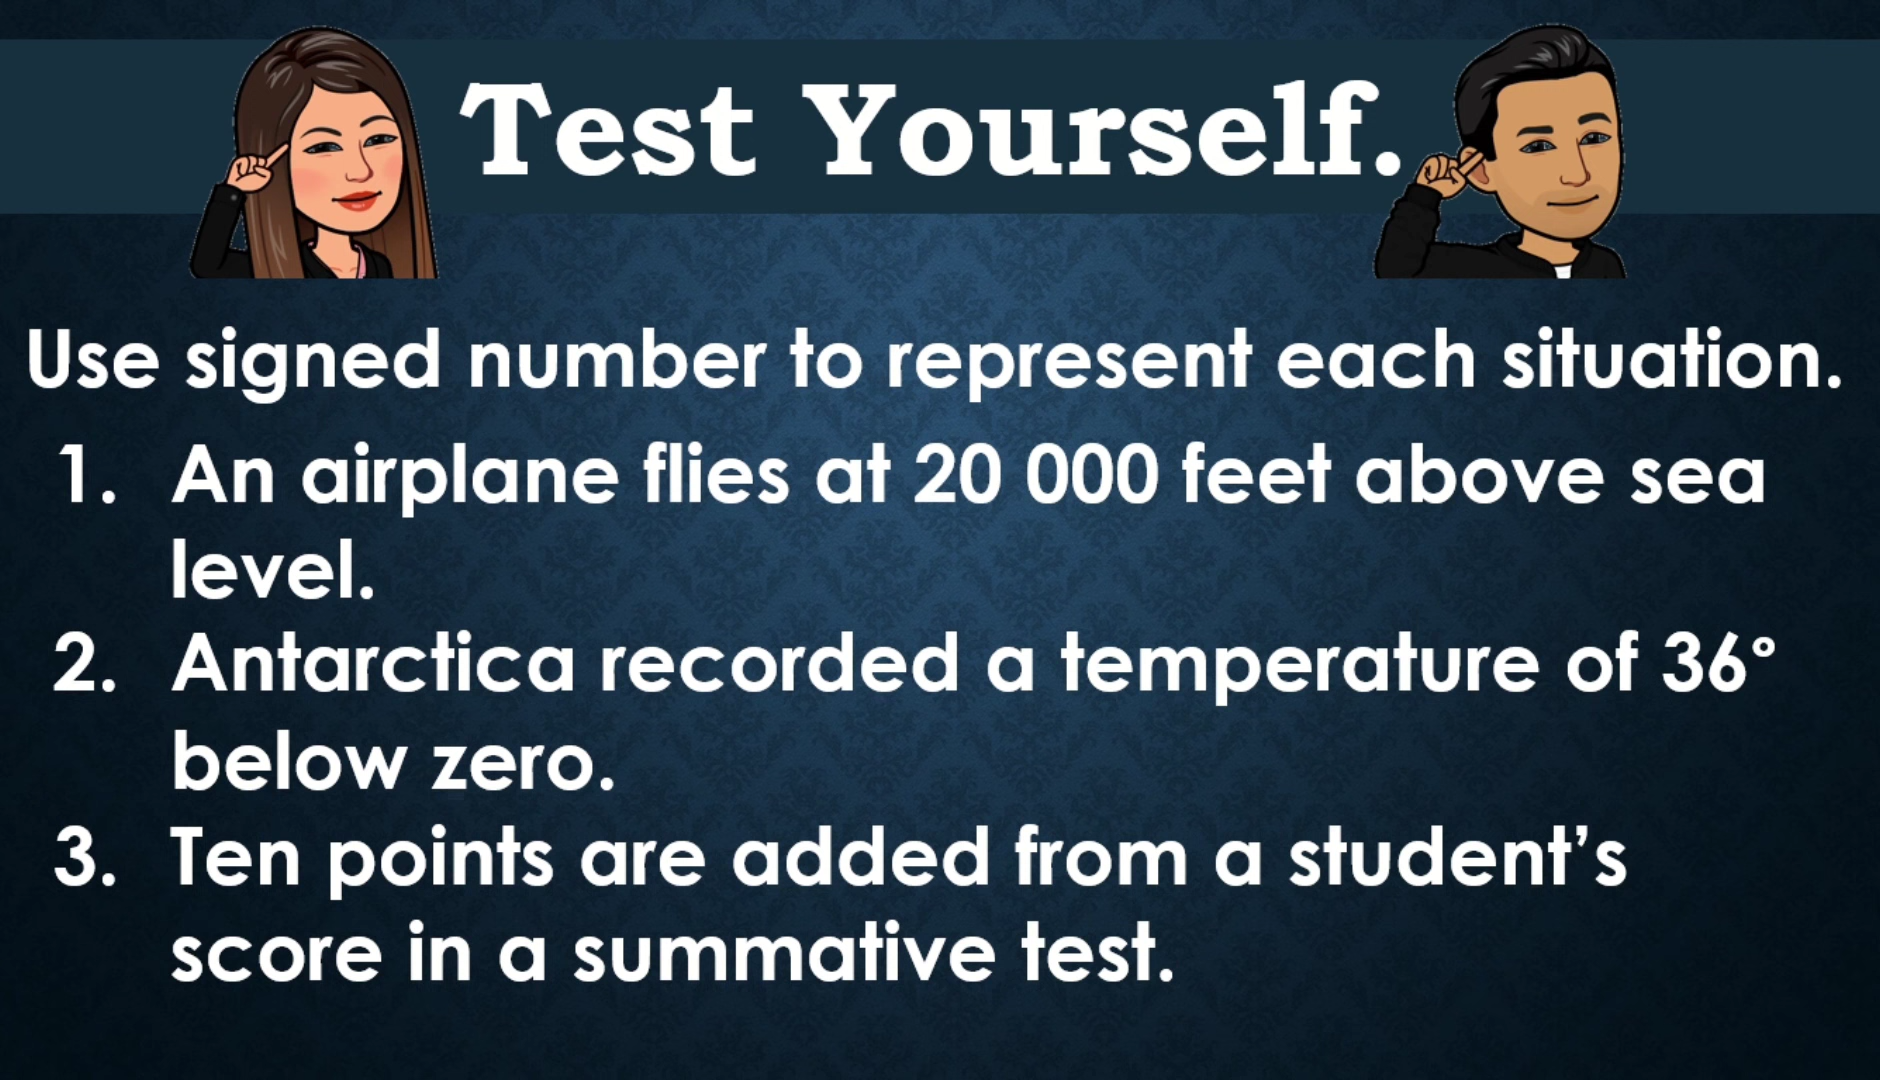 Test Yourself.
Use signed number to represent each situation.
1. An airplane flies at 20 000 feet above sea
level.
2. Antarctica recorded a temperature of 36°
below zero.
3. Ten points are added from a student’s
score in a summative test.